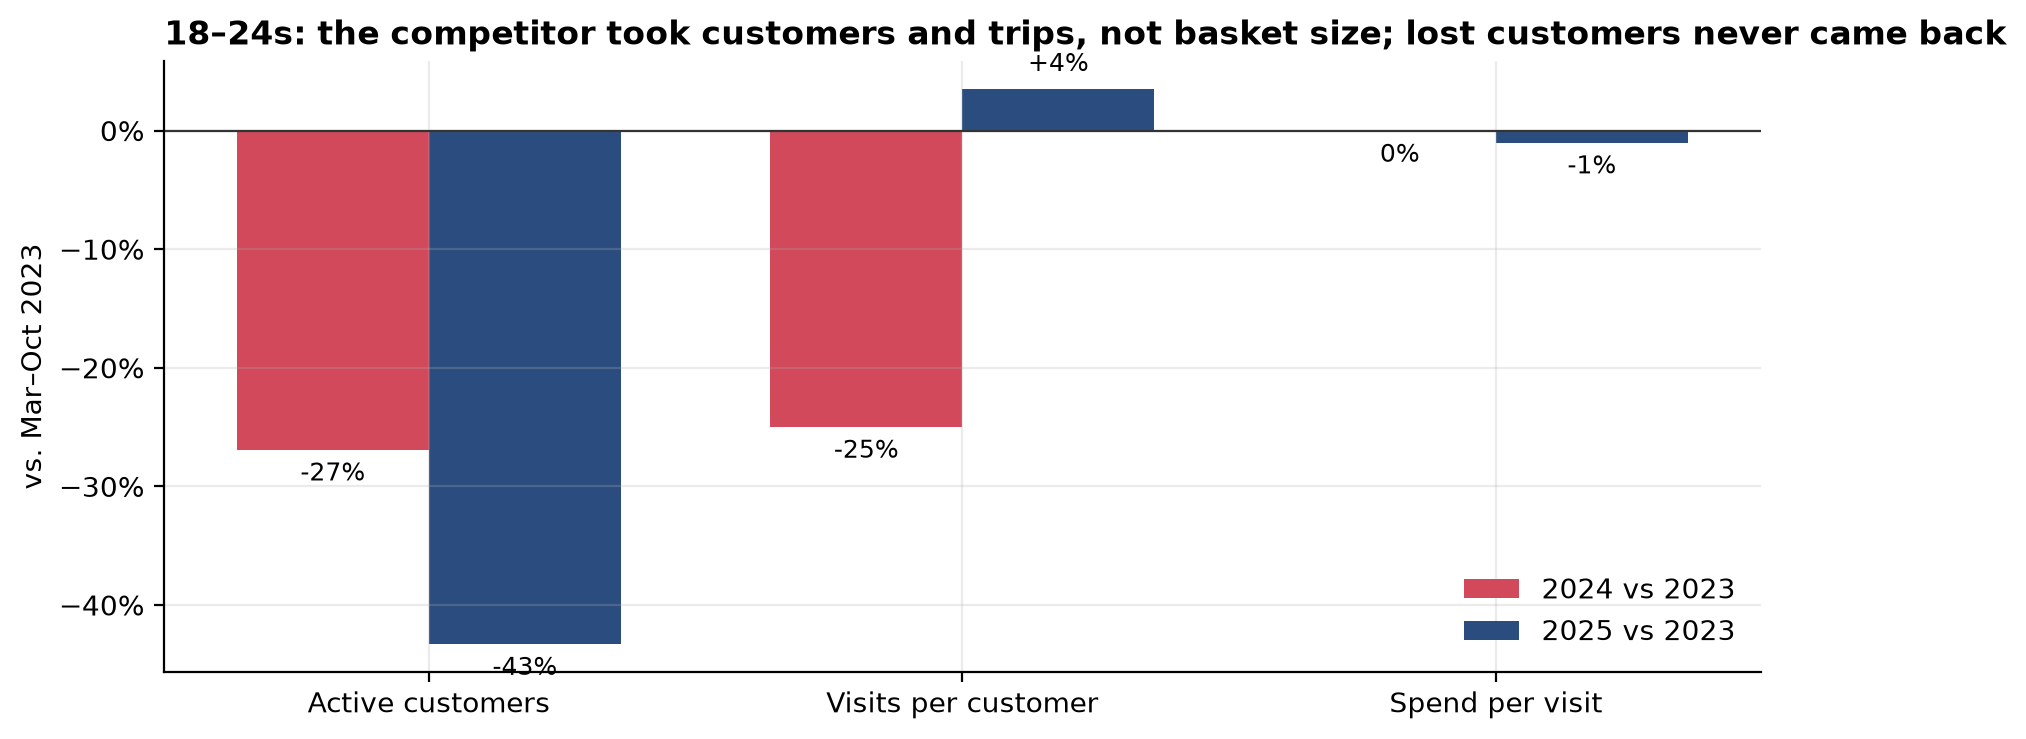 18–24s: the competitor took customers and trips, not basket size; lost customers never came back
+4%
0%
0%
-1%
−10%
−20%
-25%
-27%
−30%
−40%
-43%
vs. Mar–Oct 2023
2024 vs 2023
2025 vs 2023
Active customers
Visits per customer
Spend per visit